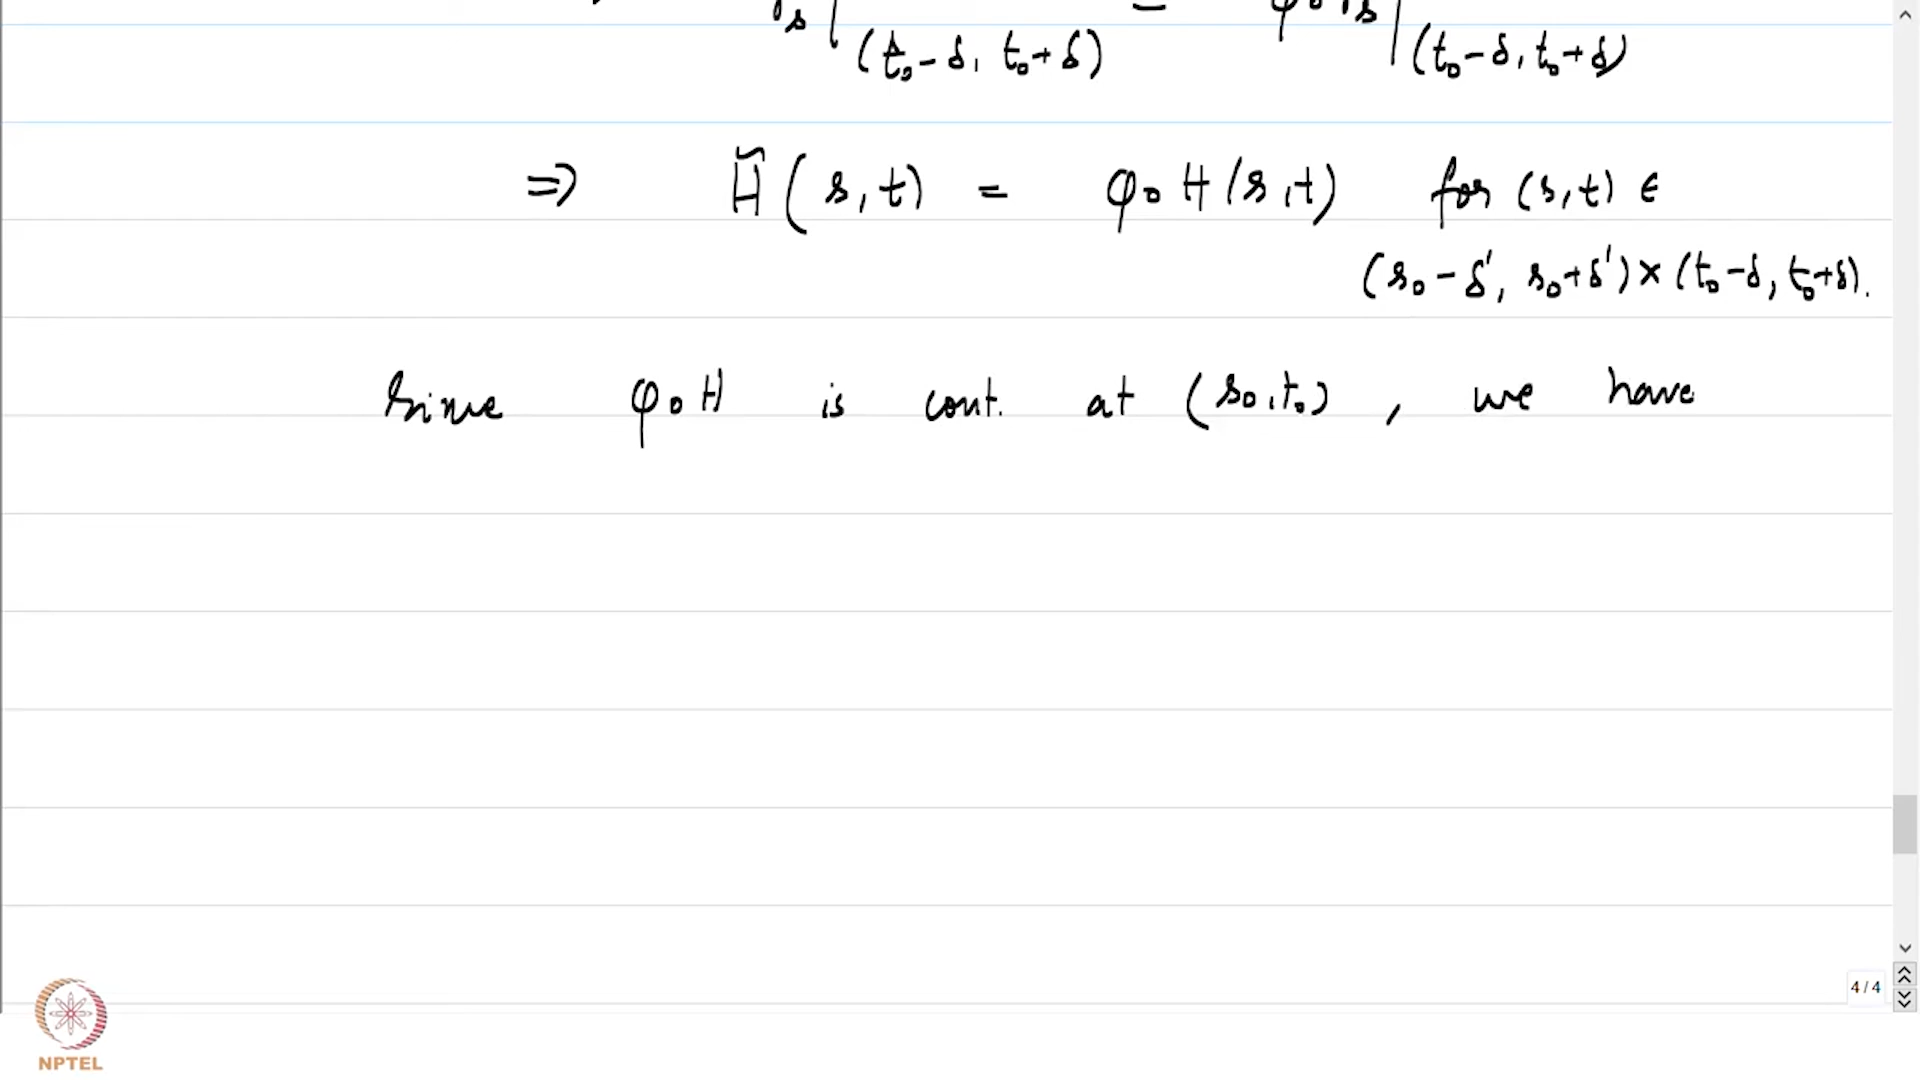 (t₀-δ, t₀+δ) = φ∘ (t₀-δ, t₀+δ)
⇒ H̃(s,t) = φ∘H(s,t) for (s,t) ∈
(s₀-δ', s₀+δ') × (t₀-δ, t₀+δ).
Since φ∘H is cont. at (s₀,t₀), we have
4 / 4
NPTEL